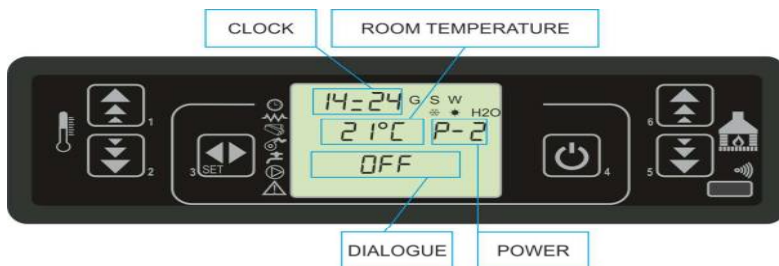 CLOCK ROOM TEMPERATURE
14:24 G S W
H2O
21°C P-2
OFF
1
2
3 SET
4
6
5
DIALOGUE POWER